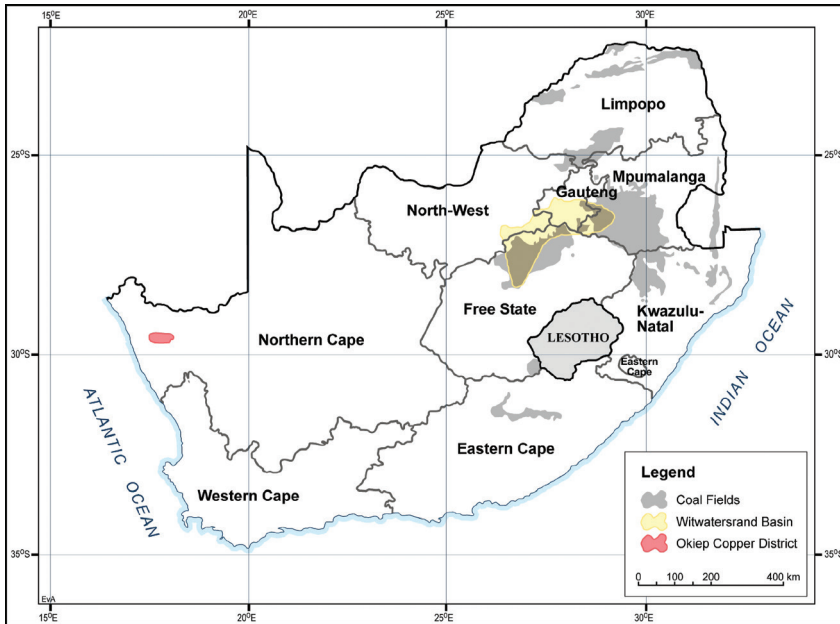 15°E 20°E 25°E 30°E
Limpopo
25°S 25°S
Mpumalanga
Gauteng
North-West
Free State
Kwazulu-
Natal
Northern Cape
LESOTHO
30°S 30°S
Eastern
Cape
INDIAN OCEAN
ATLANTIC OCEAN
Eastern Cape
Western Cape
Legend
Coal Fields
Witwatersrand Basin
Okiep Copper District
0 100 200 400 km
35°S 35°S
EvA
15°E 20°E 25°E 30°E